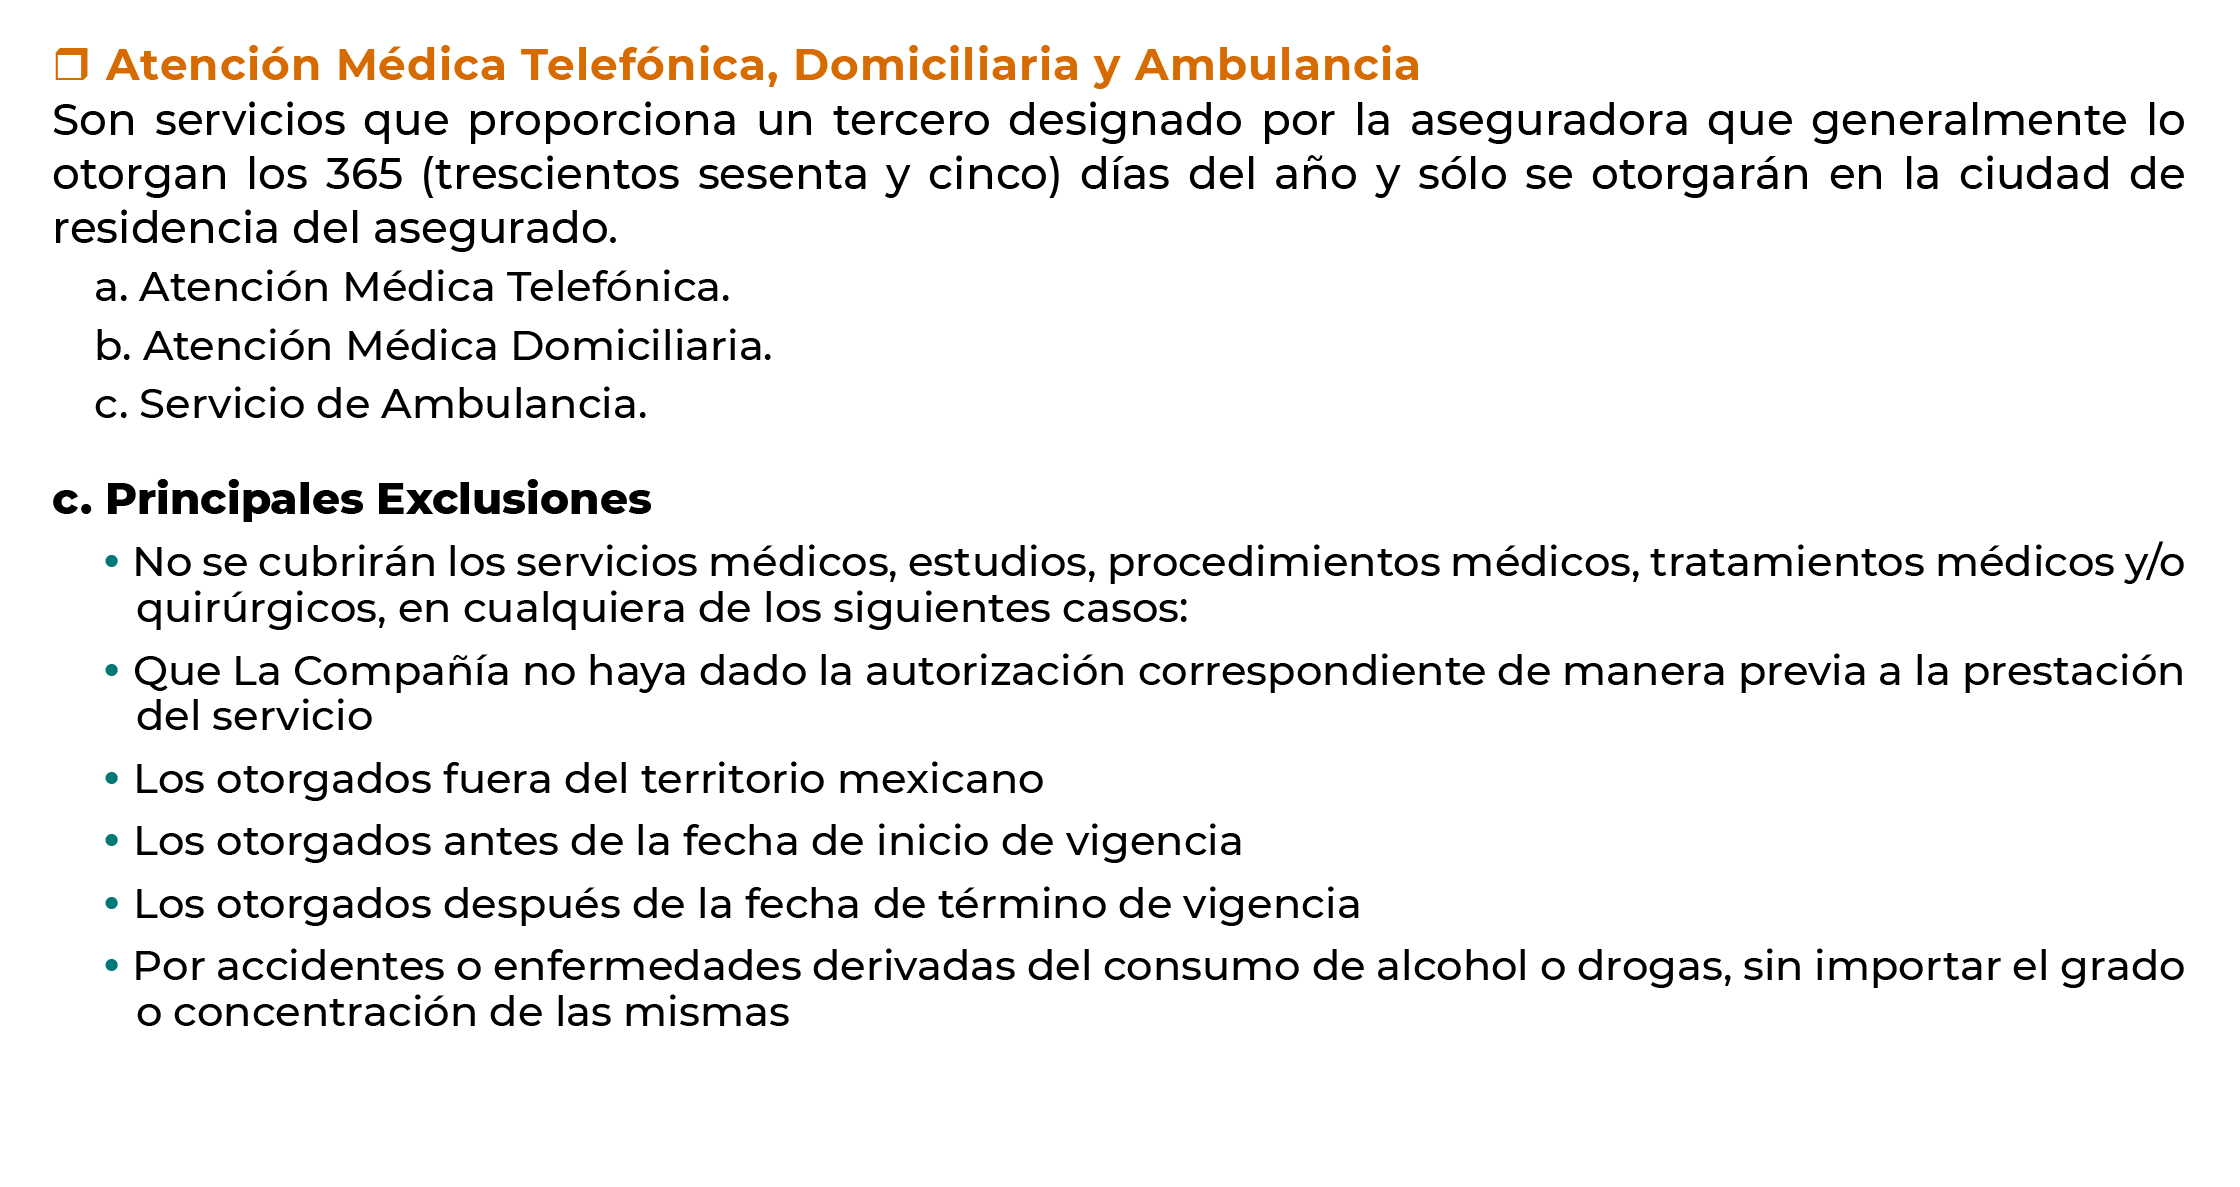 ❒ Atención Médica Telefónica, Domiciliaria y Ambulancia
Son servicios que proporciona un tercero designado por la aseguradora que generalmente lo
otorgan los 365 (trescientos sesenta y cinco) días del año y sólo se otorgarán en la ciudad de
residencia del asegurado.
a. Atención Médica Telefónica.
b. Atención Médica Domiciliaria.
c. Servicio de Ambulancia.
c. Principales Exclusiones
• No se cubrirán los servicios médicos, estudios, procedimientos médicos, tratamientos médicos y/o
quirúrgicos, en cualquiera de los siguientes casos:
• Que La Compañía no haya dado la autorización correspondiente de manera previa a la prestación
del servicio
• Los otorgados fuera del territorio mexicano
• Los otorgados antes de la fecha de inicio de vigencia
• Los otorgados después de la fecha de término de vigencia
• Por accidentes o enfermedades derivadas del consumo de alcohol o drogas, sin importar el grado
o concentración de las mismas